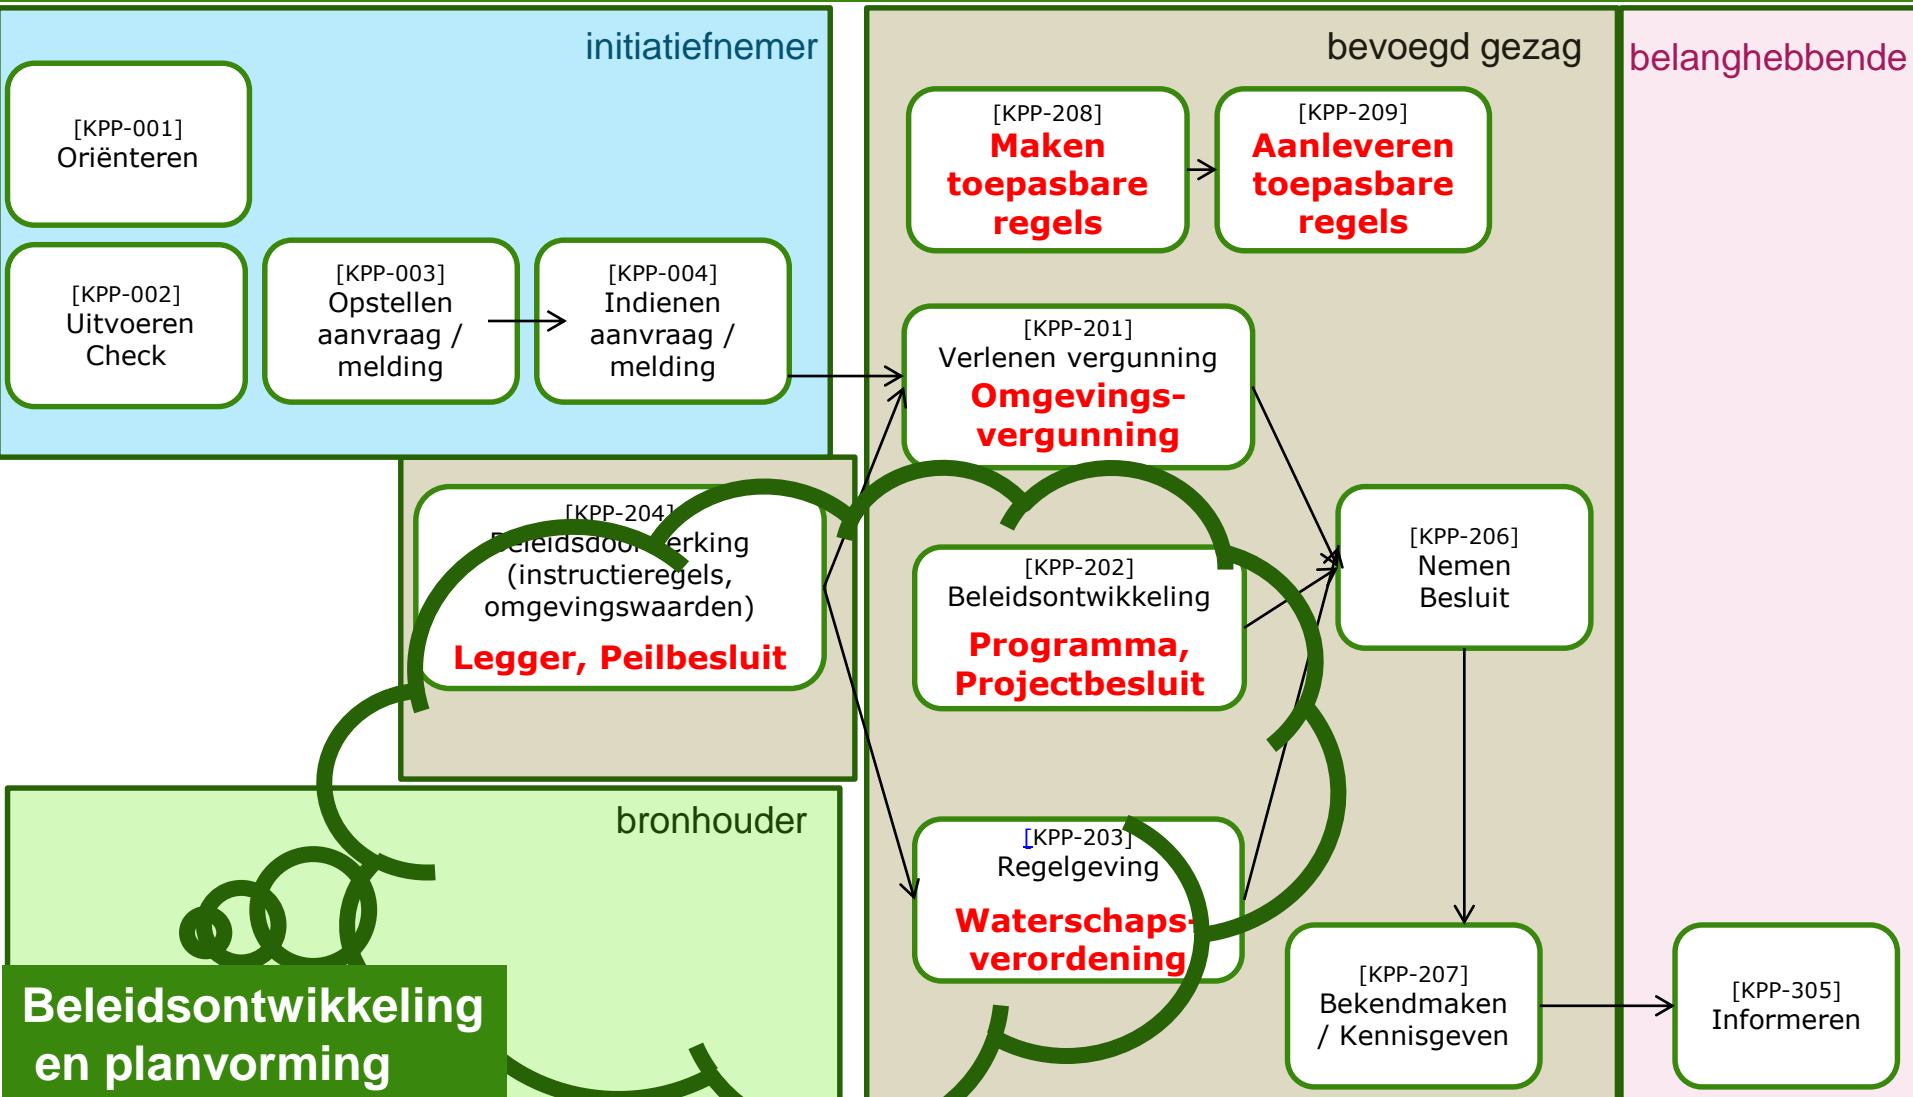 initiatiefnemer
[KPP-001]
Oriënteren
[KPP-002]
Uitvoeren
Check
[KPP-003]
Opstellen
aanvraag /
melding
[KPP-004]
Indienen
aanvraag /
melding
bevoegd gezag
[KPP-208]
Maken
toepasbare
regels
[KPP-209]
Aanleveren
toepasbare
regels
[KPP-201]
Verlenen vergunning
Omgevings-
vergunning
[KPP-204]
(instructieregels,
omgevingswaarden)
Legger, Peilbesluit
[KPP-202]
Beleidsontwikkeling
Programma,
Projectbesluit
[KPP-206]
Nemen
Besluit
[KPP-203]
Regelgeving
Waterschaps-
verordening
[KPP-207]
Bekendmaken
/ Kennisgeven
belanghebbende
[KPP-305]
Informeren
bronhouder
Beleidsontwikkeling
en planvorming